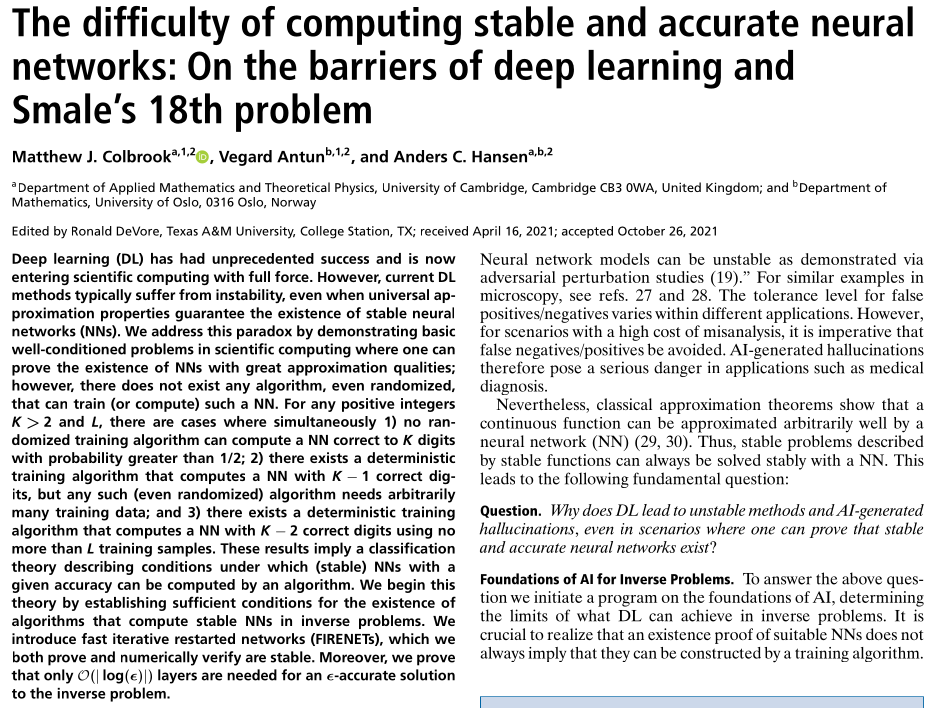 The difficulty of computing stable and accurate neural
networks: On the barriers of deep learning and
Smale's 18th problem
Matthew J. Colbrook^a,1,2, Vegard Antun^b,1,2, and Anders C. Hansen^a,b,2
^aDepartment of Applied Mathematics and Theoretical Physics, University of Cambridge, Cambridge CB3 0WA, United Kingdom; and ^bDepartment of
Mathematics, University of Oslo, 0316 Oslo, Norway
Edited by Ronald DeVore, Texas A&M University, College Station, TX; received April 16, 2021; accepted October 26, 2021
Deep learning (DL) has had unprecedented success and is now
entering scientific computing with full force. However, current DL
methods typically suffer from instability, even when universal ap-
proximation properties guarantee the existence of stable neural
networks (NNs). We address this paradox by demonstrating basic
well-conditioned problems in scientific computing where one can
prove the existence of NNs with great approximation qualities;
however, there does not exist any algorithm, even randomized,
that can train (or compute) such a NN. For any positive integers
K > 2 and L, there are cases where simultaneously 1) no ran-
domized training algorithm can compute a NN correct to K digits
with probability greater than 1/2; 2) there exists a deterministic
training algorithm that computes a NN with K − 1 correct dig-
its, but any such (even randomized) algorithm needs arbitrarily
many training data; and 3) there exists a deterministic training
algorithm that computes a NN with K − 2 correct digits using no
more than L training samples. These results imply a classification
theory describing conditions under which (stable) NNs with a
given accuracy can be computed by an algorithm. We begin this
theory by establishing sufficient conditions for the existence of
algorithms that compute stable NNs in inverse problems. We
introduce fast iterative restarted networks (FIRENETs), which we
both prove and numerically verify are stable. Moreover, we prove
that only O(| log(ϵ)|) layers are needed for an ϵ-accurate solution
to the inverse problem.
Neural network models can be unstable as demonstrated via
adversarial perturbation studies (19)." For similar examples in
microscopy, see refs. 27 and 28. The tolerance level for false
positives/negatives varies within different applications. However,
for scenarios with a high cost of misanalysis, it is imperative that
false negatives/positives be avoided. AI-generated hallucinations
therefore pose a serious danger in applications such as medical
diagnosis.
Nevertheless, classical approximation theorems show that a
continuous function can be approximated arbitrarily well by a
neural network (NN) (29, 30). Thus, stable problems described
by stable functions can always be solved stably with a NN. This
leads to the following fundamental question:
Question. Why does DL lead to unstable methods and AI-generated
hallucinations, even in scenarios where one can prove that stable
and accurate neural networks exist?
Foundations of AI for Inverse Problems. To answer the above ques-
tion we initiate a program on the foundations of AI, determining
the limits of what DL can achieve in inverse problems. It is
crucial to realize that an existence proof of suitable NNs does not
always imply that they can be constructed by a training algorithm.